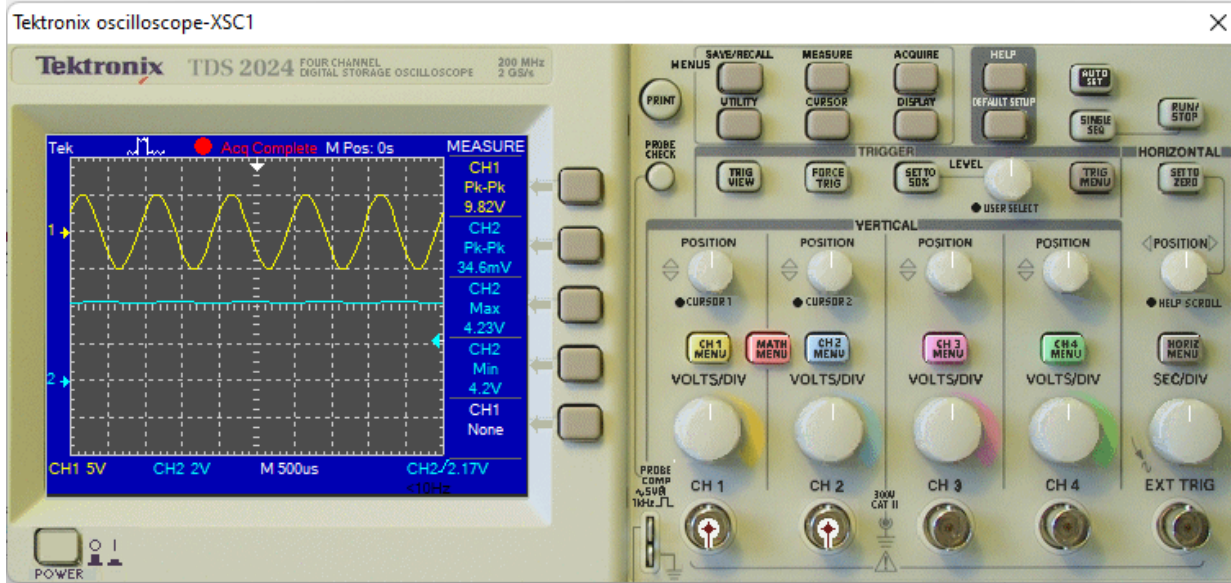 Tektronix oscilloscope-XSC1
Tektronix TDS 2024 FOUR CHANNEL DIGITAL STORAGE OSCILLOSCOPE 200 MHz 2 GS/s
Tek Acq Complete M Pos: 0s MEASURE
CH1
Pk-Pk
9.82V
CH2
Pk-Pk
34.6mV
CH2
Max
4.23V
CH2
Min
4.2V
CH1
None
1
2
CH1 5V CH2 2V M 500us CH2 2.17V
<10Hz
POWER
MENUS
SAVE/RECALL MEASURE ACQUIRE HELP
AUTO SET
PRINT
UTILITY CURSOR DISPLAY DEFAULT SETUP
SINGLE SEQ
RUN/STOP
PROBE CHECK
TRIGGER
HORIZONTAL
TRIG VIEW
FORCE TRIG
SET TO 50%
LEVEL
TRIG MENU
SET TO ZERO
USER SELECT
VERTICAL
POSITION POSITION POSITION POSITION POSITION
CURSOR 1 CURSOR 2 HELP SCROLL
CH 1 MENU
MATH MENU
CH 2 MENU
CH 3 MENU
CH 4 MENU
HORIZ MENU
VOLTS/DIV VOLTS/DIV VOLTS/DIV VOLTS/DIV SEC/DIV
PROBE COMP
~5V@
1kHz
CH 1 CH 2 CH 3 CH 4 EXT TRIG
300V
CAT II